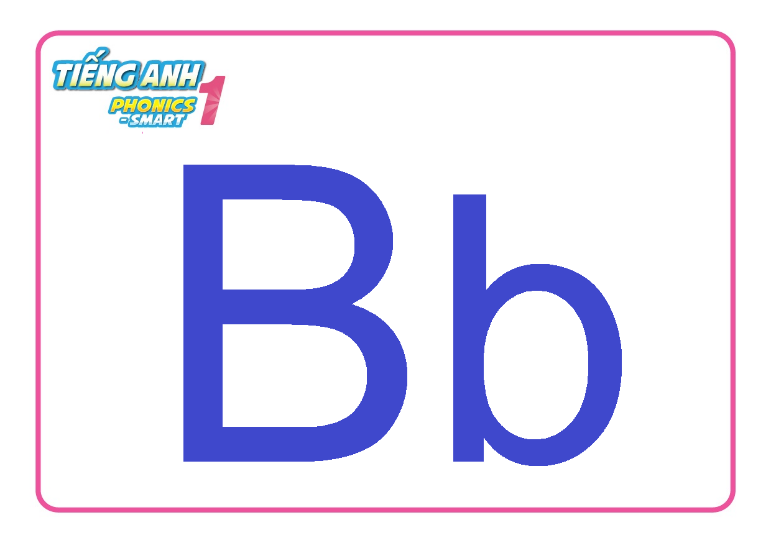 TIẾNG ANH 1
PHONICS
-SMART
Bb